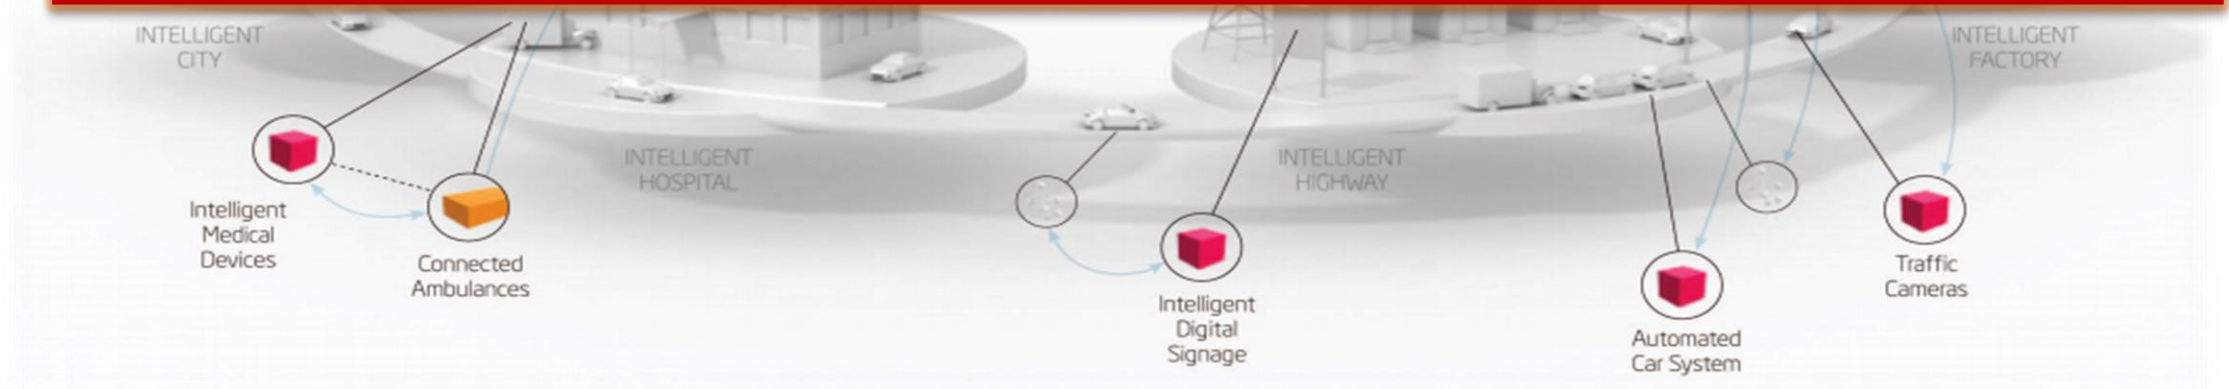 INTELLIGENT
CITY
INTELLIGENT
FACTORY
INTELLIGENT
HOSPITAL
INTELLIGENT
HIGHWAY
Intelligent
Medical
Devices
Connected
Ambulances
Intelligent
Digital
Signage
Automated
Car System
Traffic
Cameras